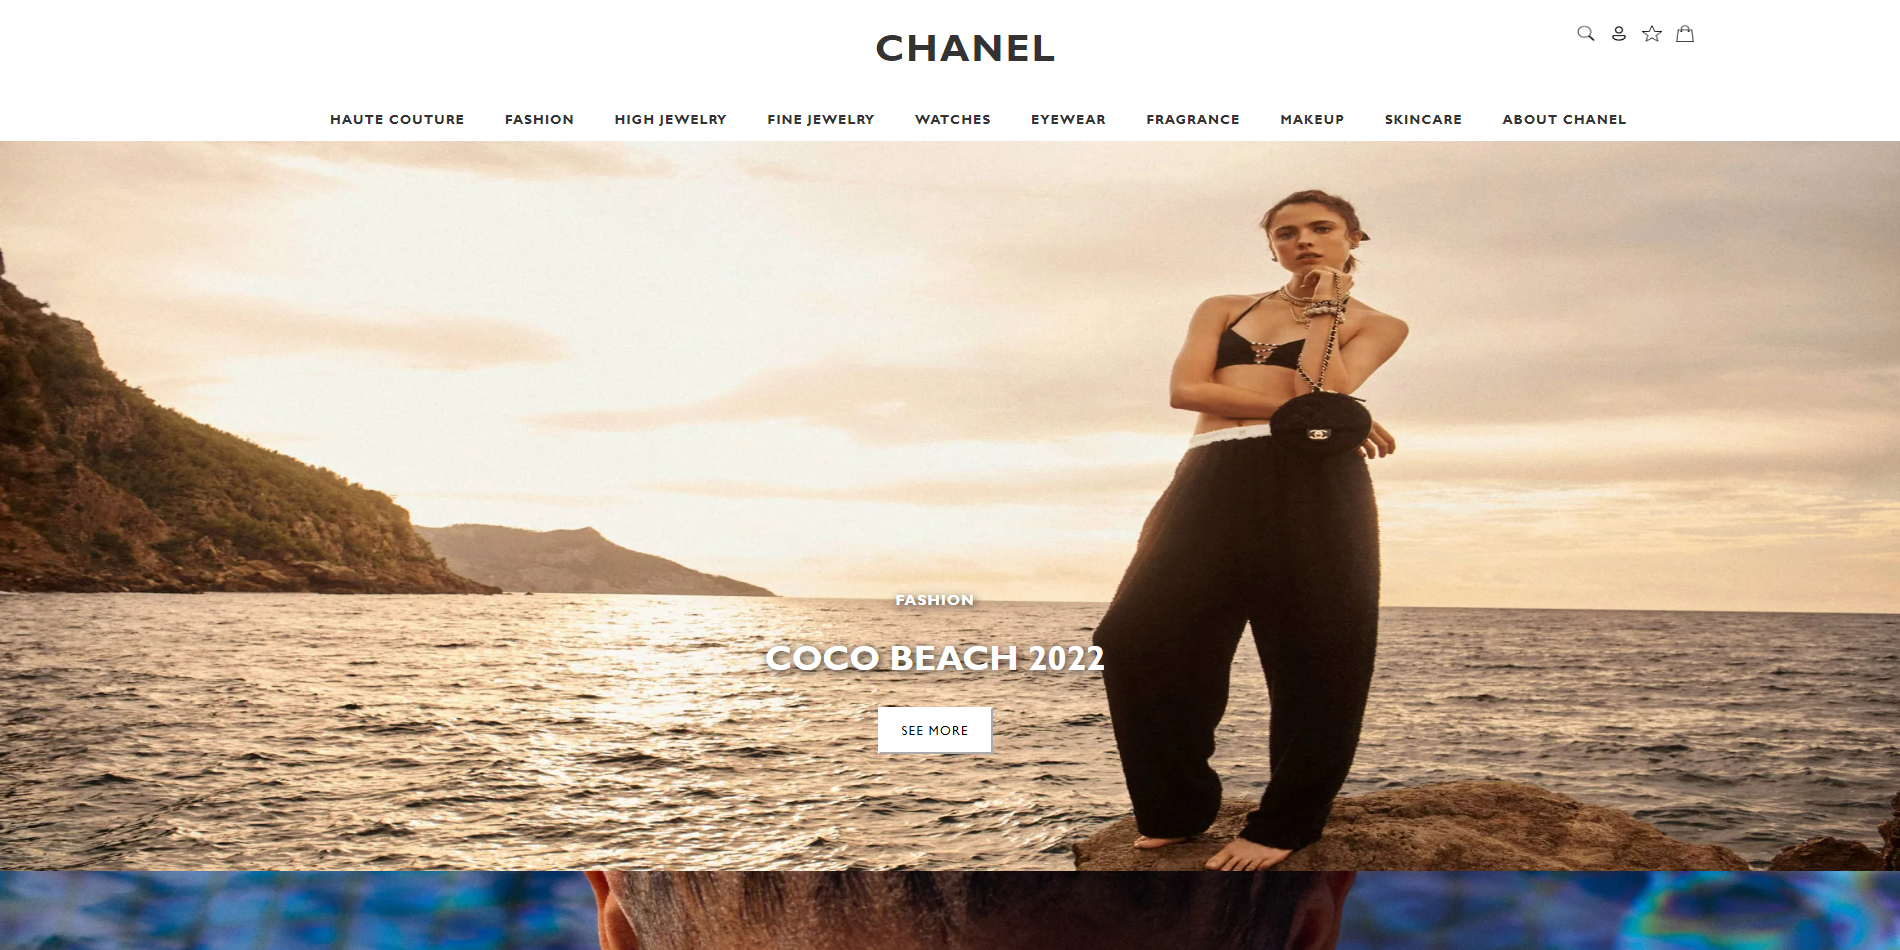 CHANEL
HAUTE COUTURE FASHION HIGH JEWELRY FINE JEWELRY WATCHES EYEWEAR FRAGRANCE MAKEUP SKINCARE ABOUT CHANEL
FASHION
COCO BEACH 2022
SEE MORE